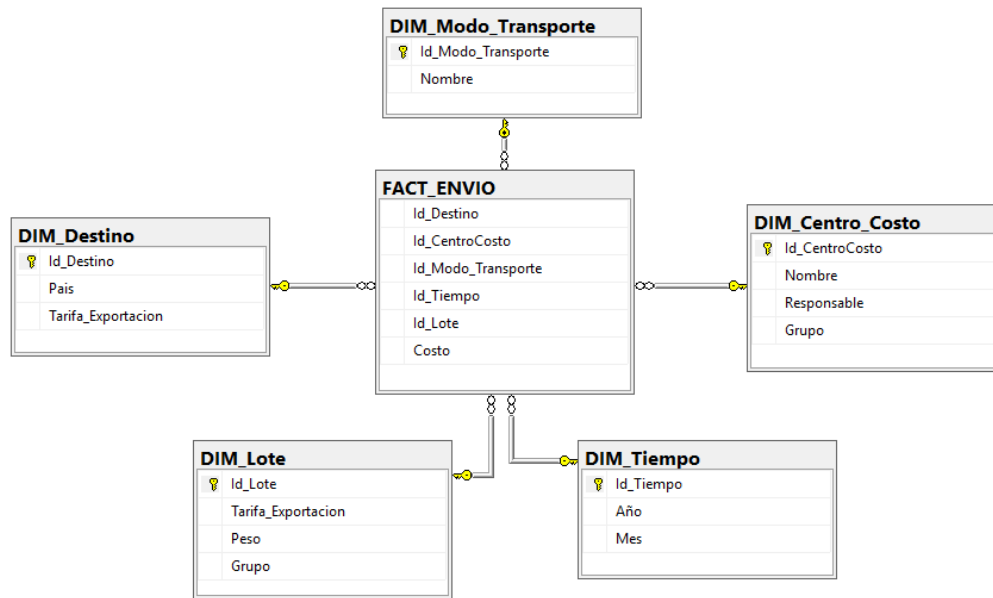 DIM_Modo_Transporte
Id_Modo_Transporte
Nombre
FACT_ENVIO
Id_Destino
Id_CentroCosto
Id_Modo_Transporte
Id_Tiempo
Id_Lote
Costo
DIM_Destino
Id_Destino
Pais
Tarifa_Exportacion
DIM_Centro_Costo
Id_CentroCosto
Nombre
Responsable
Grupo
DIM_Lote
Id_Lote
Tarifa_Exportacion
Peso
Grupo
DIM_Tiempo
Id_Tiempo
Año
Mes